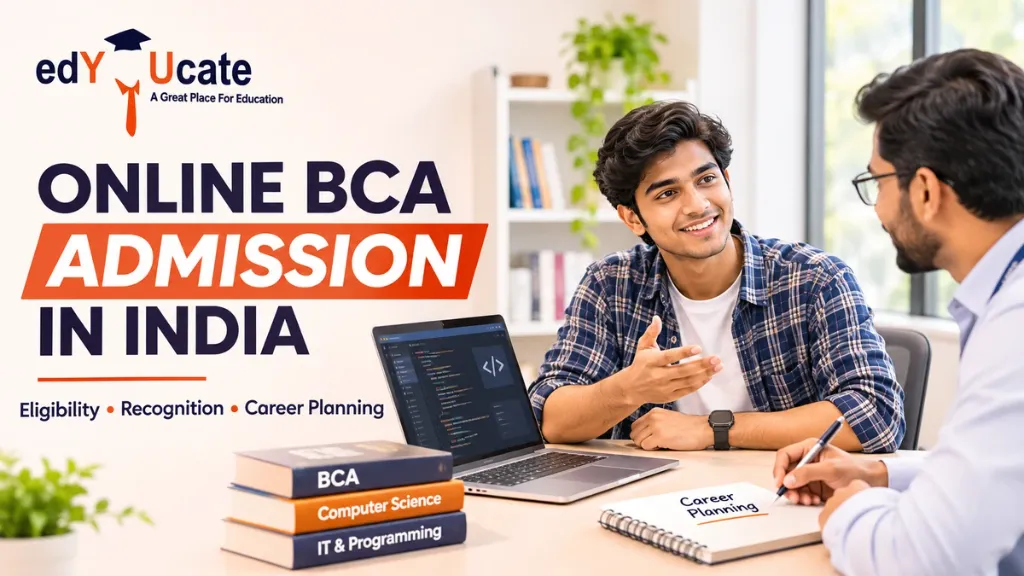 edYUcate
A Great Place For Education
ONLINE BCA
ADMISSION
IN INDIA
Eligibility • Recognition • Career Planning
</>
BCA
Computer Science
IT & Programming
Career
Planning